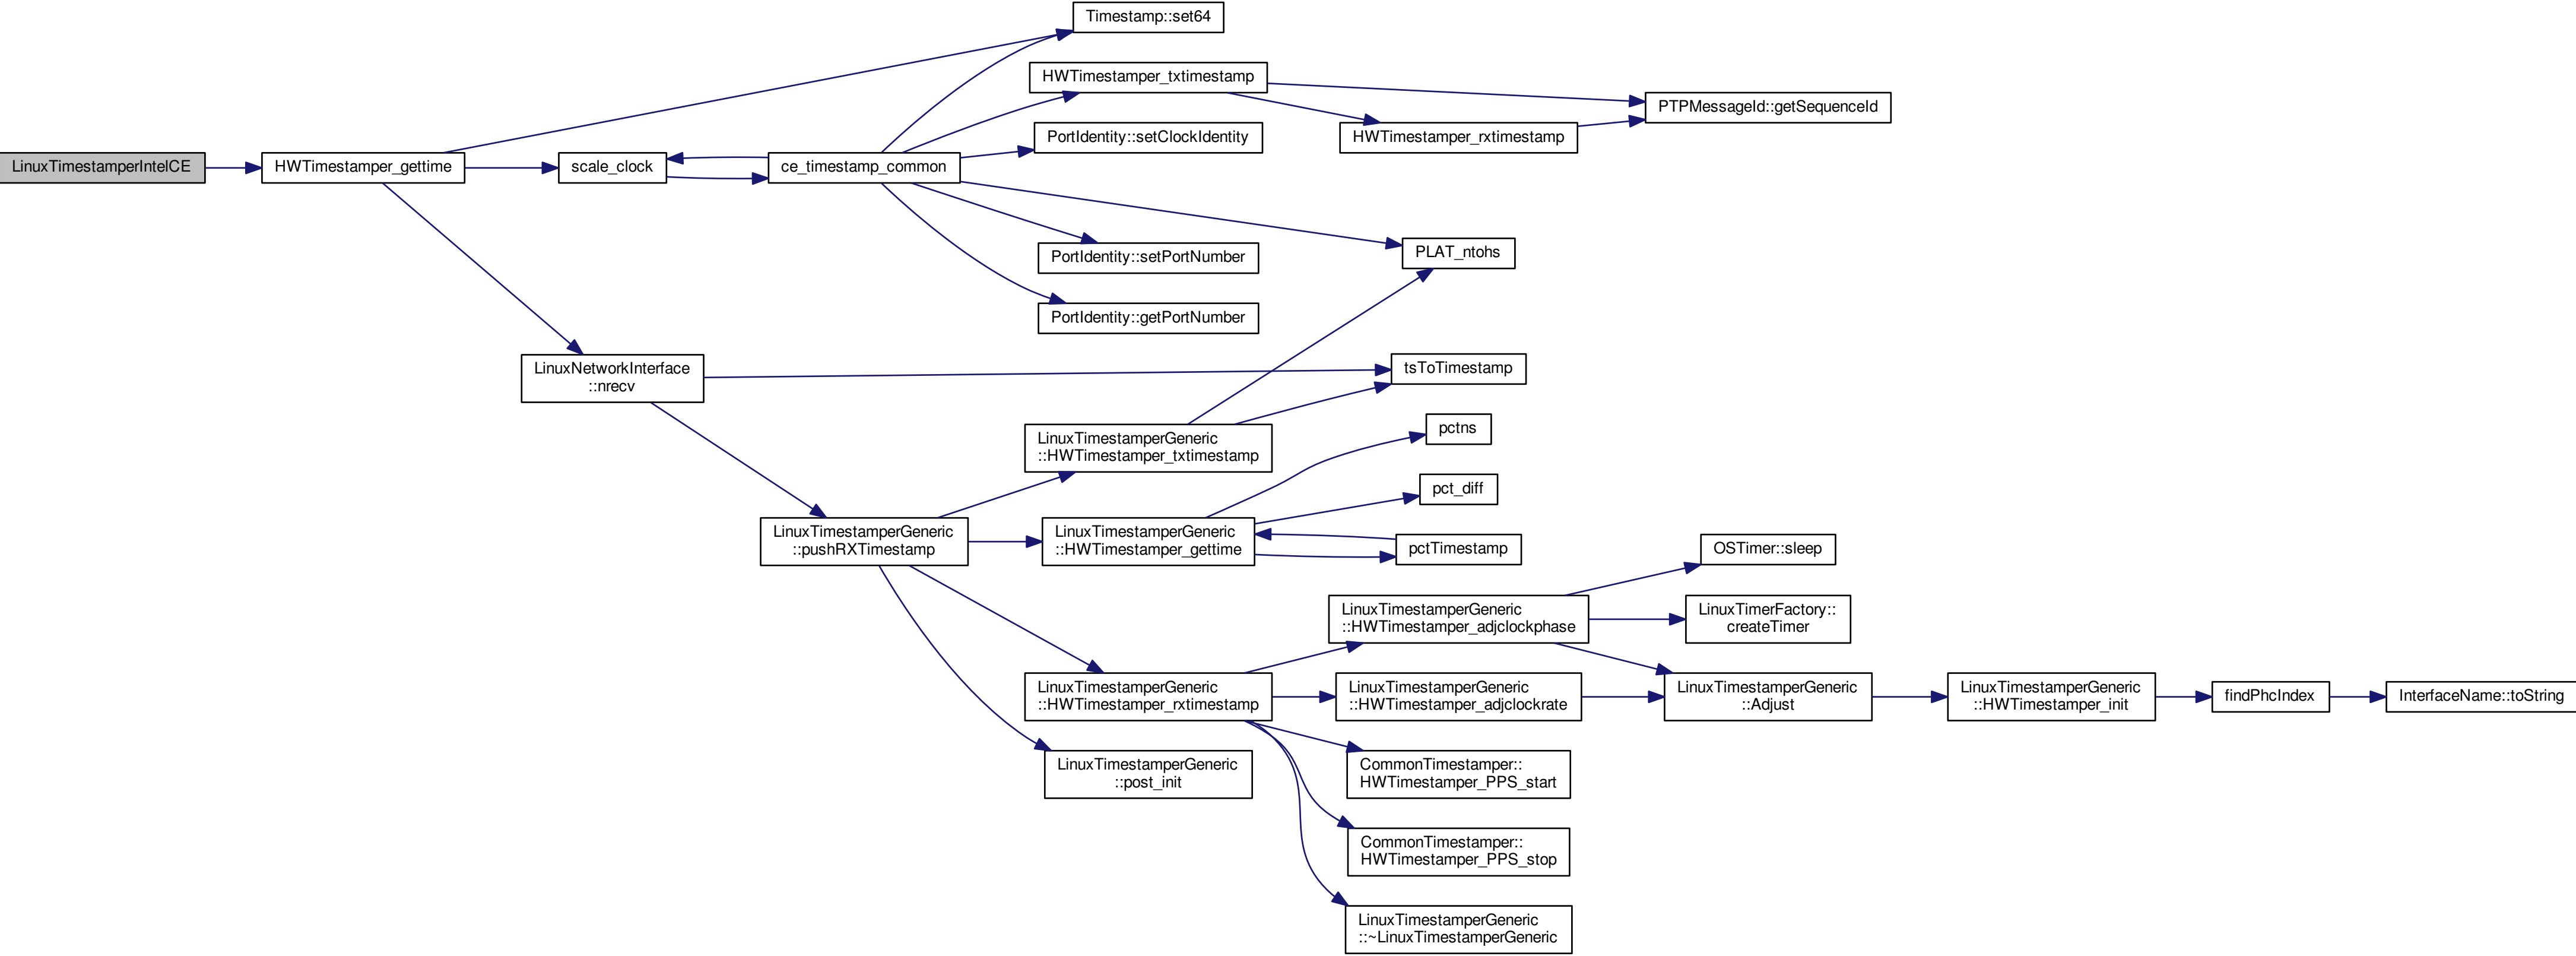 Timestamp::set64
HWTimestamper_txtimestamp
PTPMessageId::getSequenceId
PortIdentity::setClockIdentity
HWTimestamper_rxtimestamp
LinuxTimestamperIntelCE
HWTimestamper_gettime
scale_clock
ce_timestamp_common
PLAT_ntohs
PortIdentity::setPortNumber
PortIdentity::getPortNumber
LinuxNetworkInterface
::nrecv
tsToTimestamp
pctns
LinuxTimestamperGeneric
::HWTimestamper_txtimestamp
pct_diff
LinuxTimestamperGeneric
::pushRXTimestamp
LinuxTimestamperGeneric
::HWTimestamper_gettime
pctTimestamp
OSTimer::sleep
LinuxTimestamperGeneric
::HWTimestamper_adjclockphase
LinuxTimerFactory::
createTimer
LinuxTimestamperGeneric
::HWTimestamper_rxtimestamp
LinuxTimestamperGeneric
::HWTimestamper_adjclockrate
LinuxTimestamperGeneric
::Adjust
LinuxTimestamperGeneric
::HWTimestamper_init
findPhcIndex
InterfaceName::toString
LinuxTimestamperGeneric
::post_init
CommonTimestamper::
HWTimestamper_PPS_start
CommonTimestamper::
HWTimestamper_PPS_stop
LinuxTimestamperGeneric
::~LinuxTimestamperGeneric